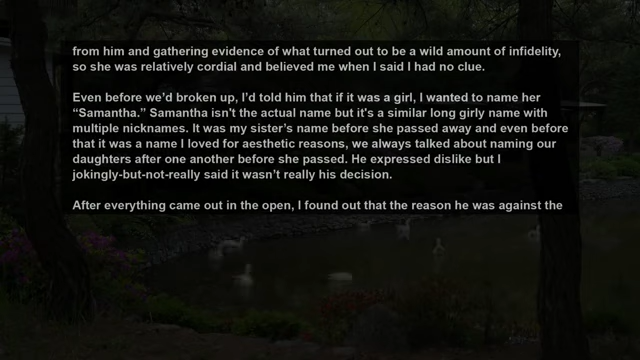 from him and gathering evidence of what turned out to be a wild amount of infidelity,
so she was relatively cordial and believed me when I said I had no clue.
Even before we’d broken up, I’d told him that if it was a girl, I wanted to name her
“Samantha.” Samantha isn't the actual name but it's a similar long girly name with
multiple nicknames. It was my sister’s name before she passed away and even before
that it was a name I loved for aesthetic reasons, we always talked about naming our
daughters after one another before she passed. He expressed dislike but I
jokingly-but-not-really said it wasn’t really his decision.
After everything came out in the open, I found out that the reason he was against the